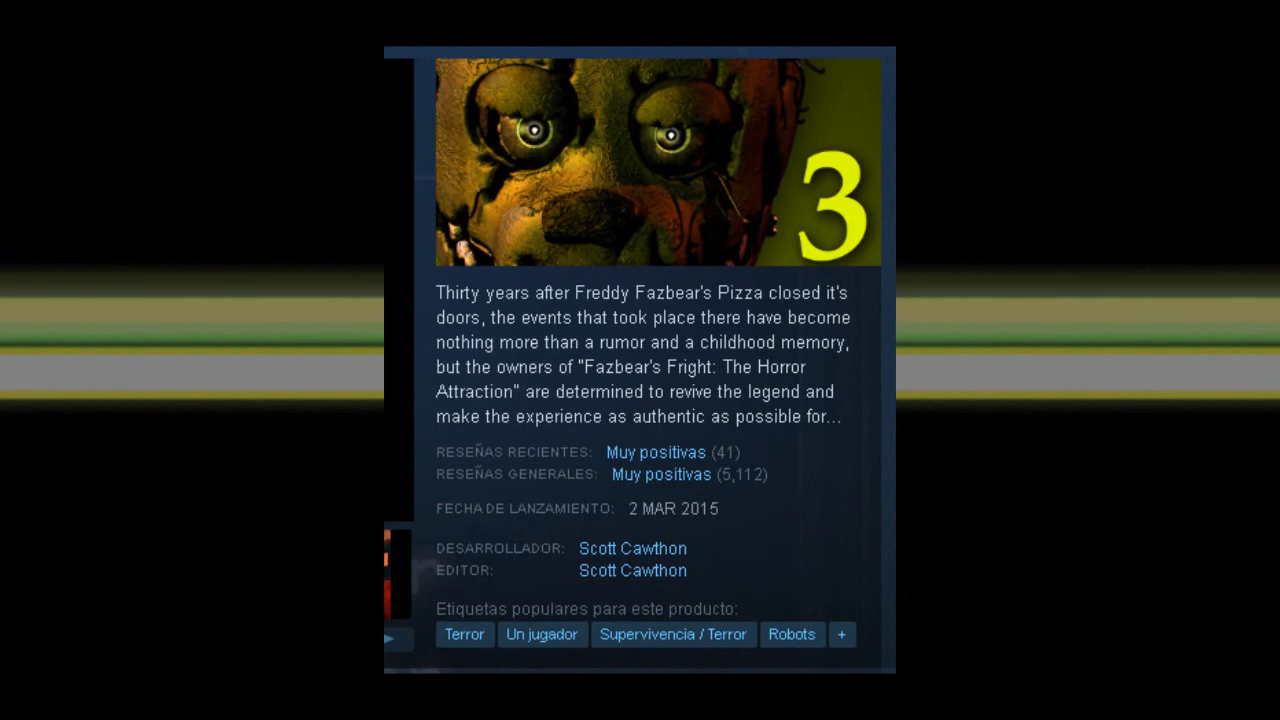 3
Thirty years after Freddy Fazbear's Pizza closed it's
doors, the events that took place there have become
nothing more than a rumor and a childhood memory,
but the owners of "Fazbear's Fright: The Horror
Attraction" are determined to revive the legend and
make the experience as authentic as possible for...
RESEÑAS RECIENTES: Muy positivas (41)
RESEÑAS GENERALES: Muy positivas (5,112)
FECHA DE LANZAMIENTO: 2 MAR 2015
DESARROLLADOR: Scott Cawthon
EDITOR: Scott Cawthon
Etiquetas populares para este producto:
Terror Un jugador Supervivencia / Terror Robots +